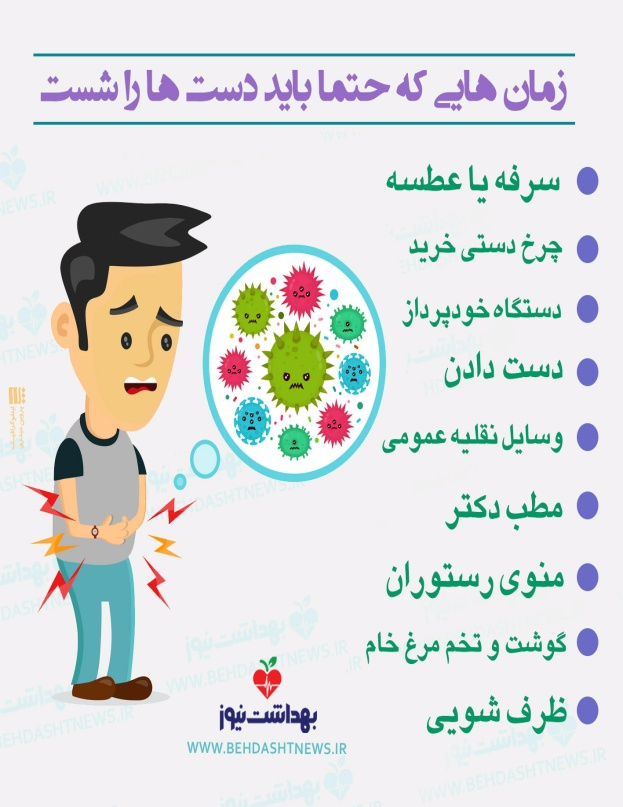 زمان هایی که حتما باید دست ها را شست
سرفه یا عطسه
چرخ دستی خرید
دستگاه خودپرداز
دست دادن
وسایل نقلیه عمومی
مطب دکتر
منوی رستوران
گوشت و تخم مرغ خام
ظرف شویی
بهداشت نیوز
WWW.BEHDASHTNEWS.IR